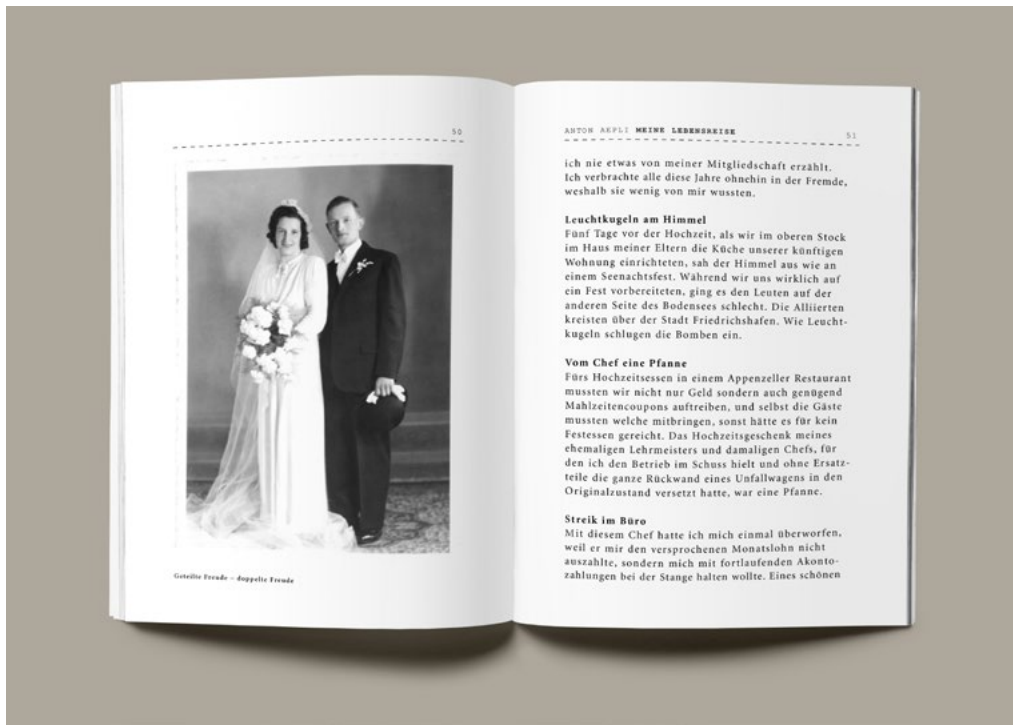 50
Geteilte Freude – doppelte Freude
ANTON AEPLI MEINE LEBENSREISE 51
ich nie etwas von meiner Mitgliedschaft erzählt.
Ich verbrachte alle diese Jahre ohnehin in der Fremde,
weshalb sie wenig von mir wussten.
Leuchtkugeln am Himmel
Fünf Tage vor der Hochzeit, als wir im oberen Stock
im Haus meiner Eltern die Küche unserer künftigen
Wohnung einrichteten, sah der Himmel aus wie an
einem Seenachtsfest. Während wir uns wirklich auf
ein Fest vorbereiteten, ging es den Leuten auf der
anderen Seite des Bodensees schlecht. Die Alliierten
kreisten über der Stadt Friedrichshafen. Wie Leucht-
kugeln schlugen die Bomben ein.
Vom Chef eine Pfanne
Fürs Hochzeitsessen in einem Appenzeller Restaurant
mussten wir nicht nur Geld sondern auch genügend
Mahlzeitencoupons auftreiben, und selbst die Gäste
mussten welche mitbringen, sonst hätte es für kein
Festessen gereicht. Das Hochzeitsgeschenk meines
ehemaligen Lehrmeisters und damaligen Chefs, für
den ich den Betrieb im Schuss hielt und ohne Ersatz-
teile die ganze Rückwand eines Unfallwagens in den
Originalzustand versetzt hatte, war eine Pfanne.
Streik im Büro
Mit diesem Chef hatte ich mich einmal überworfen,
weil er mir den versprochenen Monatslohn nicht
auszahlte, sondern mich mit fortlaufenden Akonto-
zahlungen bei der Stange halten wollte. Eines schönen